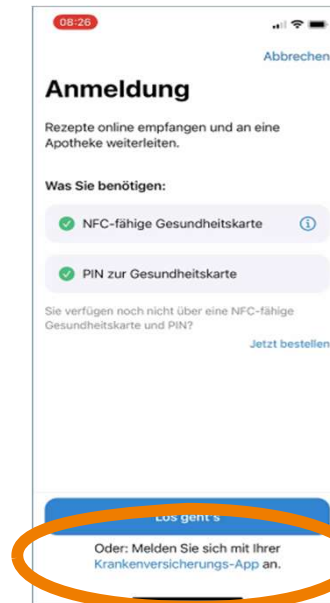 08:26
Abbrechen
Anmeldung
Rezepte online empfangen und an eine
Apotheke weiterleiten.
Was Sie benötigen:
NFC-fähige Gesundheitskarte
PIN zur Gesundheitskarte
Sie verfügen noch nicht über eine NFC-fähige
Gesundheitskarte und PIN?
Jetzt bestellen
Los geht's
Oder: Melden Sie sich mit Ihrer
Krankenversicherungs-App an.